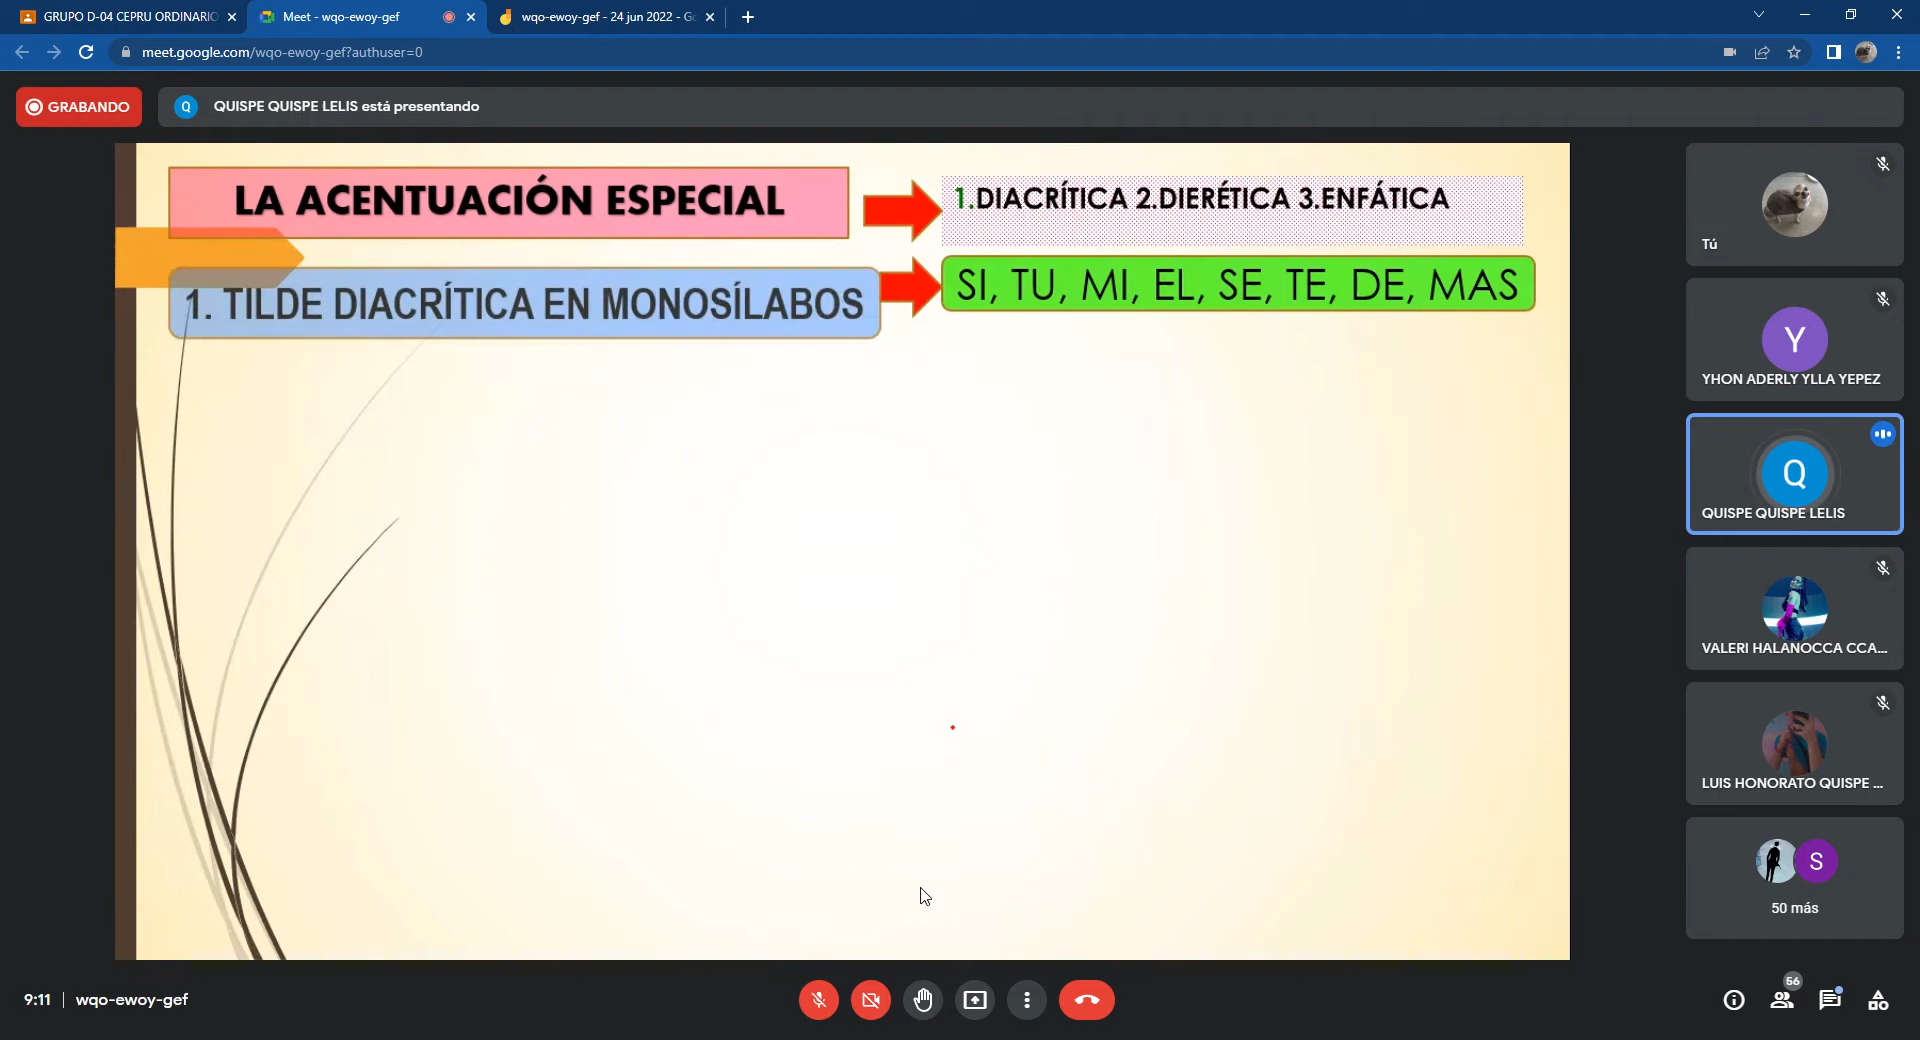 GRUPO D-04 CEPRU ORDINARIO
Meet - wqo-ewoy-gef
wqo-ewoy-gef - 24 jun 2022 - Go
meet.google.com/wqo-ewoy-gef?authuser=0
GRABANDO
Q QUISPE QUISPE LELIS está presentando
LA ACENTUACIÓN ESPECIAL
1.DIACRÍTICA 2.DIERÉTICA 3.ENFÁTICA
1. TILDE DIACRÍTICA EN MONOSÍLABOS
SI, TU, MI, EL, SE, TE, DE, MAS
Tú
Y
YHON ADERLY YLLA YEPEZ
Q
QUISPE QUISPE LELIS
VALERI HALANOCCA CCA...
LUIS HONORATO QUISPE ...
S
50 más
9:11 | wqo-ewoy-gef
56